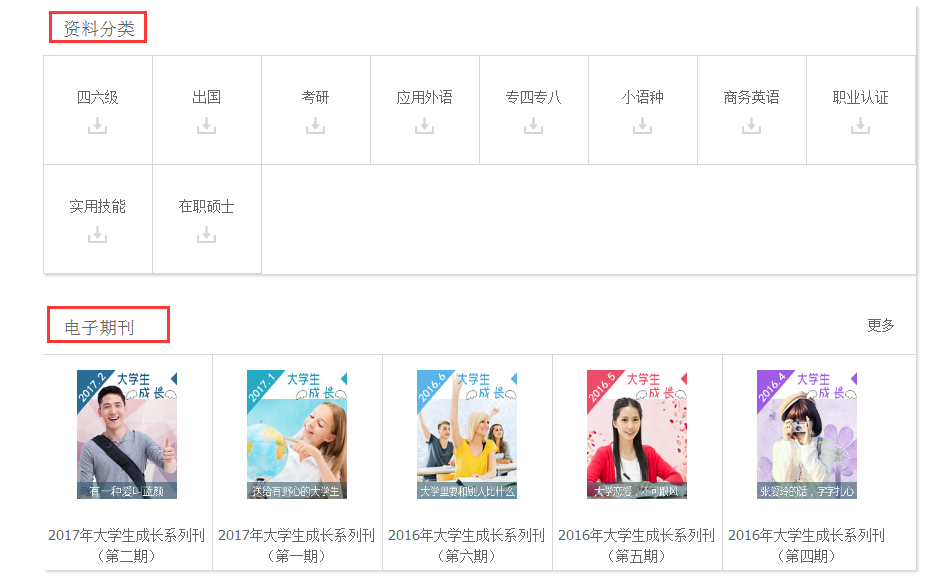 资料分类
四六级
出国
考研
应用外语
专四专八
小语种
商务英语
职业认证
实用技能
在职硕士
电子期刊
更多
2017.2
大学生
成长
有一种爱叫蓝颜
2017.1
大学生
成长
送给有野心的大学生
2016.6
大学生
成长
大学里要和别人比什么
2016.5
大学生
成长
大学恋爱，不可跟风
2016.4
大学生
成长
张爱玲的话，字字扎心
2017年大学生成长系列刊
（第二期）
2017年大学生成长系列刊
（第一期）
2016年大学生成长系列刊
（第六期）
2016年大学生成长系列刊
（第五期）
2016年大学生成长系列刊
（第四期）